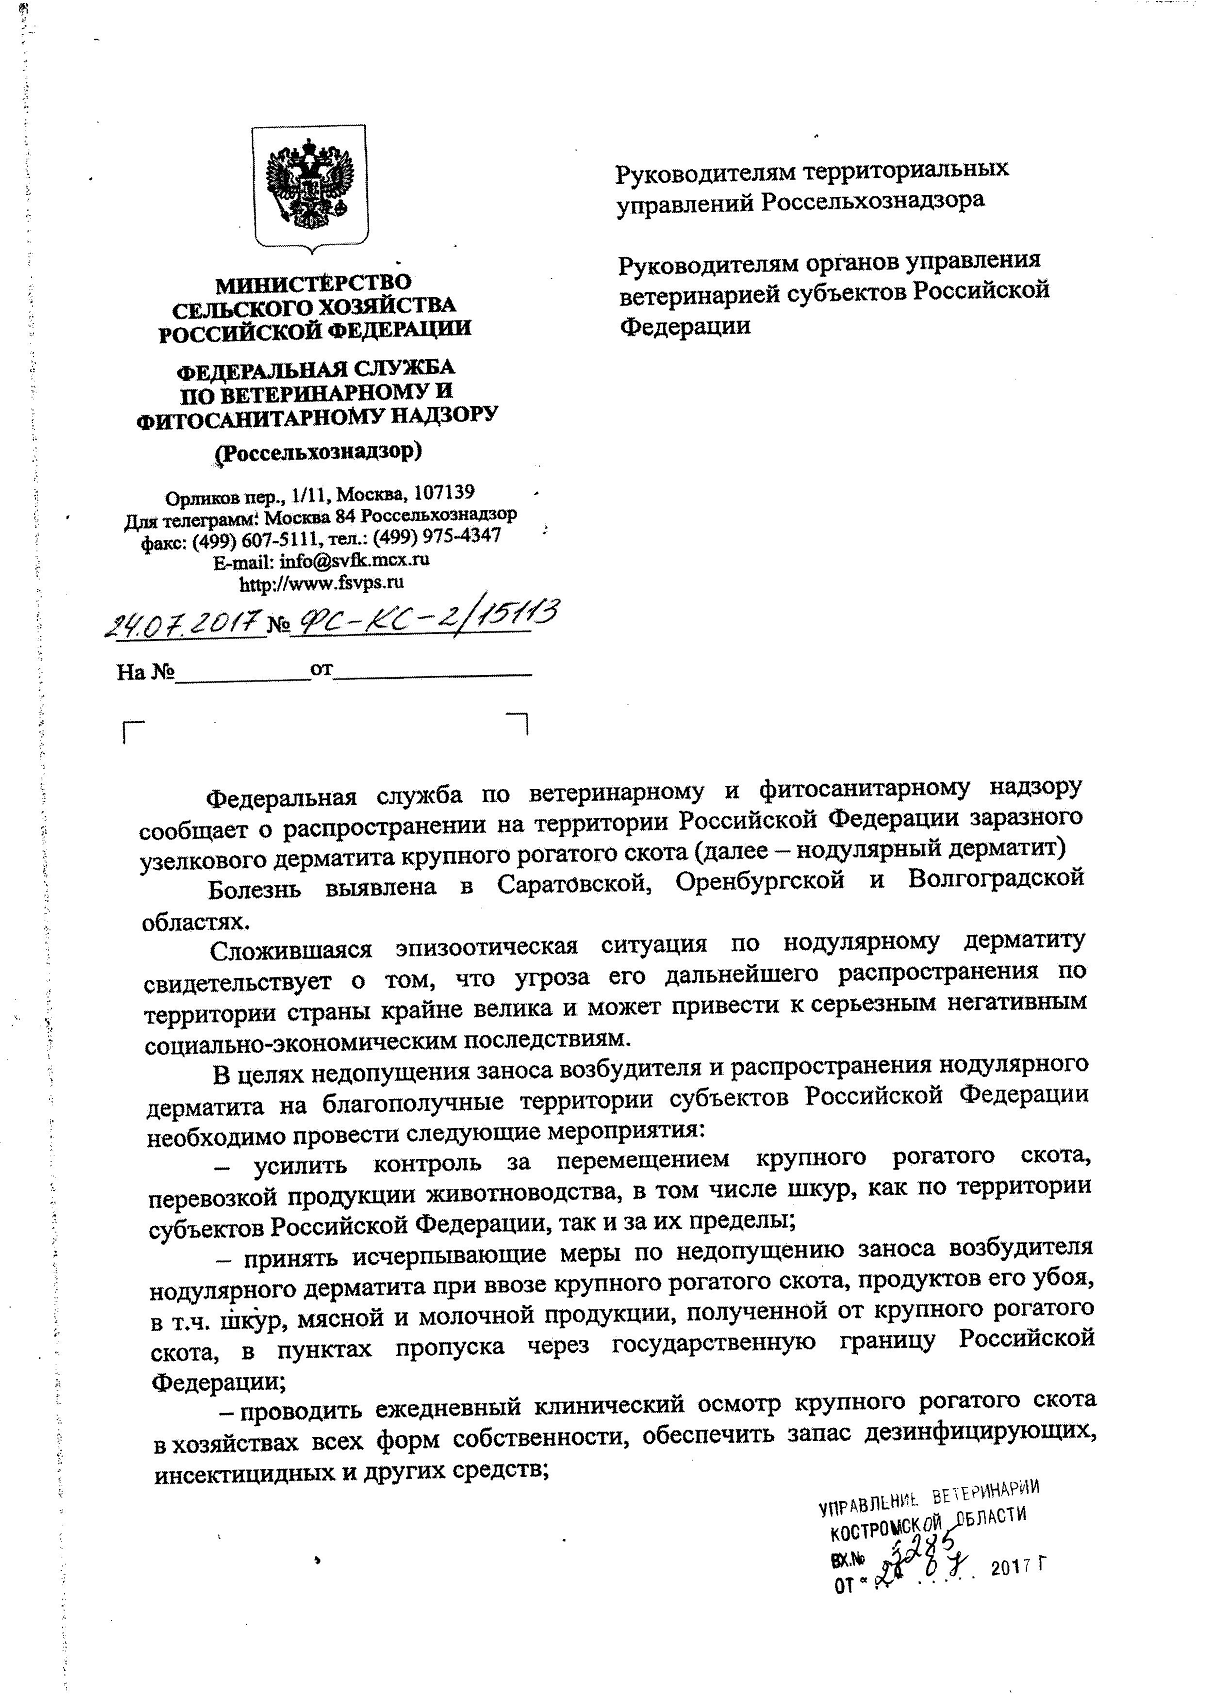 МИНИСТЕРСТВО
СЕЛЬСКОГО ХОЗЯЙСТВА
РОССИЙСКОЙ ФЕДЕРАЦИИ
ФЕДЕРАЛЬНАЯ СЛУЖБА
ПО ВЕТЕРИНАРНОМУ И
ФИТОСАНИТАРНОМУ НАДЗОРУ
(Россельхознадзор)
Орликов пер., 1/11, Москва, 107139
Для телеграмм: Москва 84 Россельхознадзор
факс: (499) 607-5111, тел.: (499) 975-4347
E-mail: info@svfk.mcx.ru
http://www.fsvps.ru
24.07.2017 № ФС-КС-2/15113
На № от
Руководителям территориальных
управлений Россельхознадзора
Руководителям органов управления
ветеринарией субъектов Российской
Федерации
Федеральная служба по ветеринарному и фитосанитарному надзору
сообщает о распространении на территории Российской Федерации заразного
узелкового дерматита крупного рогатого скота (далее – нодулярный дерматит)
Болезнь выявлена в Саратовской, Оренбургской и Волгоградской
областях.
Сложившаяся эпизоотическая ситуация по нодулярному дерматиту
свидетельствует о том, что угроза его дальнейшего распространения по
территории страны крайне велика и может привести к серьезным негативным
социально-экономическим последствиям.
В целях недопущения заноса возбудителя и распространения нодулярного
дерматита на благополучные территории субъектов Российской Федерации
необходимо провести следующие мероприятия:
– усилить контроль за перемещением крупного рогатого скота,
перевозкой продукции животноводства, в том числе шкур, как по территории
субъектов Российской Федерации, так и за их пределы;
– принять исчерпывающие меры по недопущению заноса возбудителя
нодулярного дерматита при ввозе крупного рогатого скота, продуктов его убоя,
в т.ч. шкур, мясной и молочной продукции, полученной от крупного рогатого
скота, в пунктах пропуска через государственную границу Российской
Федерации;
– проводить ежедневный клинический осмотр крупного рогатого скота
в хозяйствах всех форм собственности, обеспечить запас дезинфицирующих,
инсектицидных и других средств;
УПРАВЛЕНИЕ ВЕТЕРИНАРИИ
КОСТРОМСКОЙ ОБЛАСТИ
ВХ.№
ОТ " 07 2017 Г